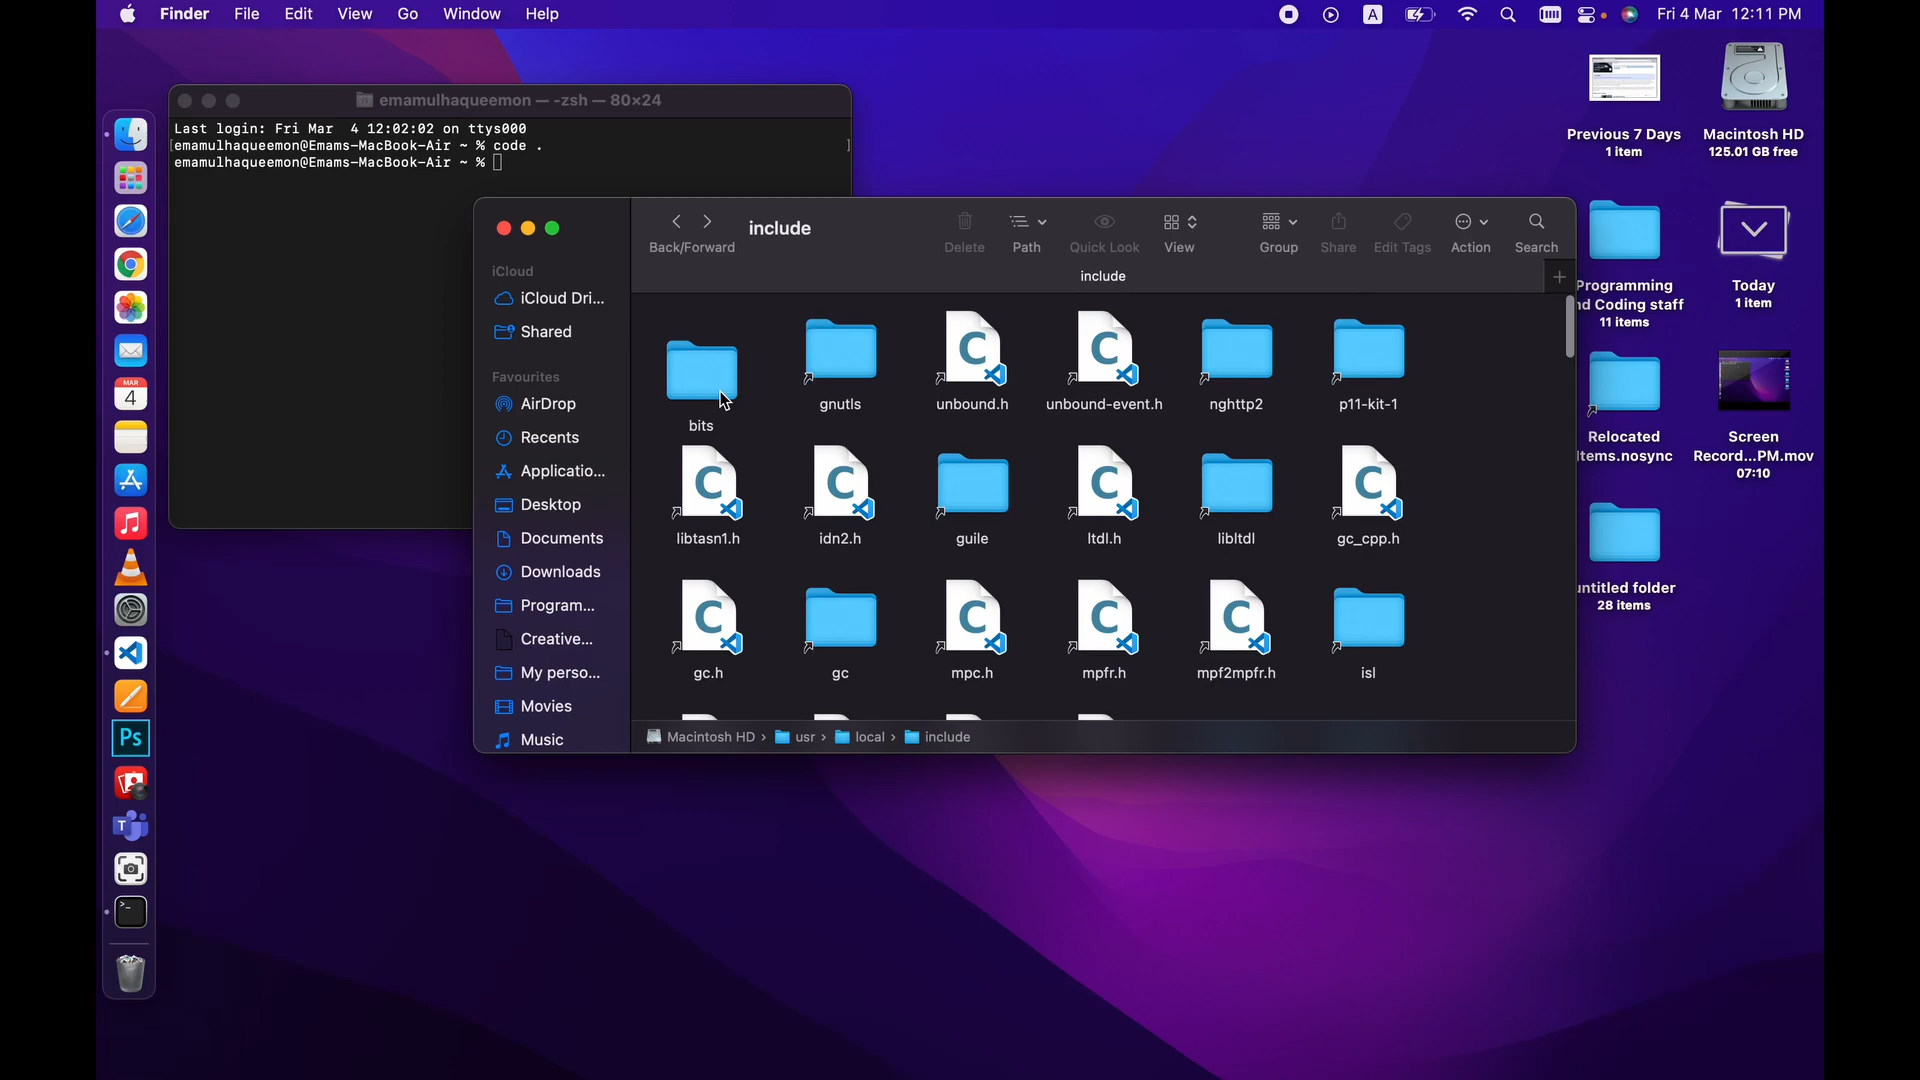 Finder File Edit View Go Window Help
A
Fri 4 Mar 12:11 PM
emamulhaqueemon — -zsh — 80×24
Last login: Fri Mar  4 12:02:02 on ttys000
[emamulhaqueemon@Emams-MacBook-Air ~ % code . ]
emamulhaqueemon@Emams-MacBook-Air ~ %
Previous 7 Days
1 item
Macintosh HD
125.01 GB free
Programming
nd Coding staff
11 items
Today
1 item
Relocated
Items.nosync
Screen
Record...PM.mov
07:10
untitled folder
28 items
Back/Forward
include
Delete
Path
Quick Look
View
Group
Share
Edit Tags
Action
Search
include
iCloud
iCloud Dri...
Shared
Favourites
AirDrop
Recents
Applicatio...
Desktop
Documents
Downloads
Program...
Creative...
My perso...
Movies
Music
bits
gnutls
unbound.h
unbound-event.h
nghttp2
p11-kit-1
libtasn1.h
idn2.h
guile
ltdl.h
libltdl
gc_cpp.h
gc.h
gc
mpc.h
mpfr.h
mpf2mpfr.h
isl
Macintosh HD › usr › local › include
MAR
4
Ps
T
>_